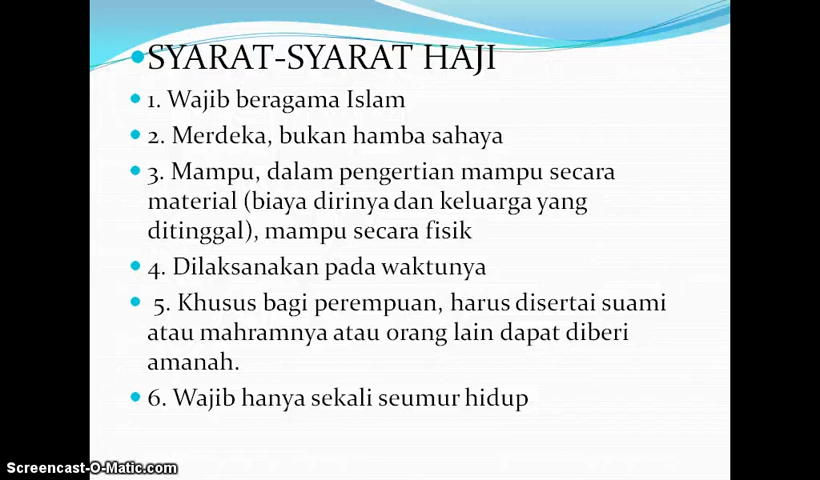 SYARAT-SYARAT HAJI
1. Wajib beragama Islam
2. Merdeka, bukan hamba sahaya
3. Mampu, dalam pengertian mampu secara
material (biaya dirinya dan keluarga yang
ditinggal), mampu secara fisik
4. Dilaksanakan pada waktunya
5. Khusus bagi perempuan, harus disertai suami
atau mahramnya atau orang lain dapat diberi
amanah.
6. Wajib hanya sekali seumur hidup
Screencast-O-Matic.com